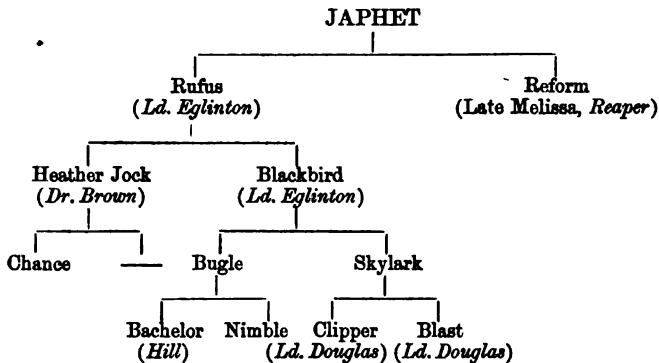 JAPHET
Rufus Reform
(Ld. Eglinton) (Late Melissa, Reaper)
Heather Jock Blackbird
(Dr. Brown) (Ld. Eglinton)
Chance —— Bugle Skylark
Bachelor Nimble Clipper Blast
(Hill) (Ld. Douglas) (Ld. Douglas)